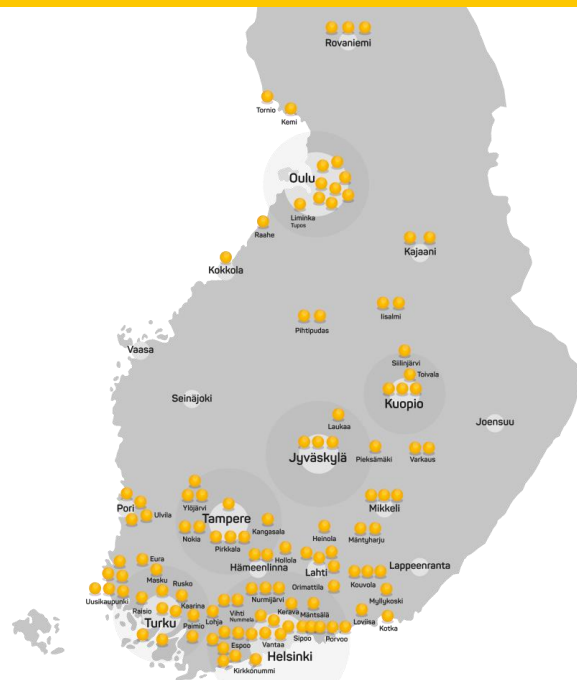 Rovaniemi
Tornio
Kemi
Oulu
Liminka
Tupos
Raahe
Kajaani
Kokkola
Iisalmi
Pihtipudas
Vaasa
Siilinjärvi
Toivala
Kuopio
Seinäjoki
Laukaa
Joensuu
Jyväskylä
Pieksämäki
Varkaus
Mikkeli
Ylöjärvi
Pori
Ulvila
Tampere
Kangasala
Nokia
Pirkkala
Heinola
Mäntyharju
Eura
Hollola
Hämeenlinna
Lahti
Lappeenranta
Masku
Rusko
Kouvola
Orimattila
Myllykoski
Uusikaupunki
Raisio
Kaarina
Nurmijärvi
Lohja
Vihti
Nummela
Kerava
Mäntsälä
Loviisa
Kotka
Turku
Paimio
Espoo
Vantaa
Sipoo
Porvoo
Helsinki
Kirkkonummi